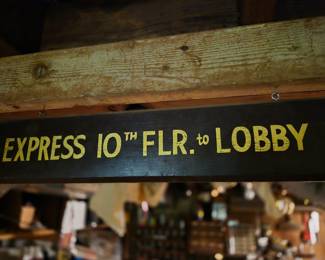 EXPRESS 10TH FLR. to LOBBY